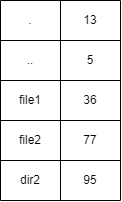 . 13
.. 5
file1 36
file2 77
dir2 95